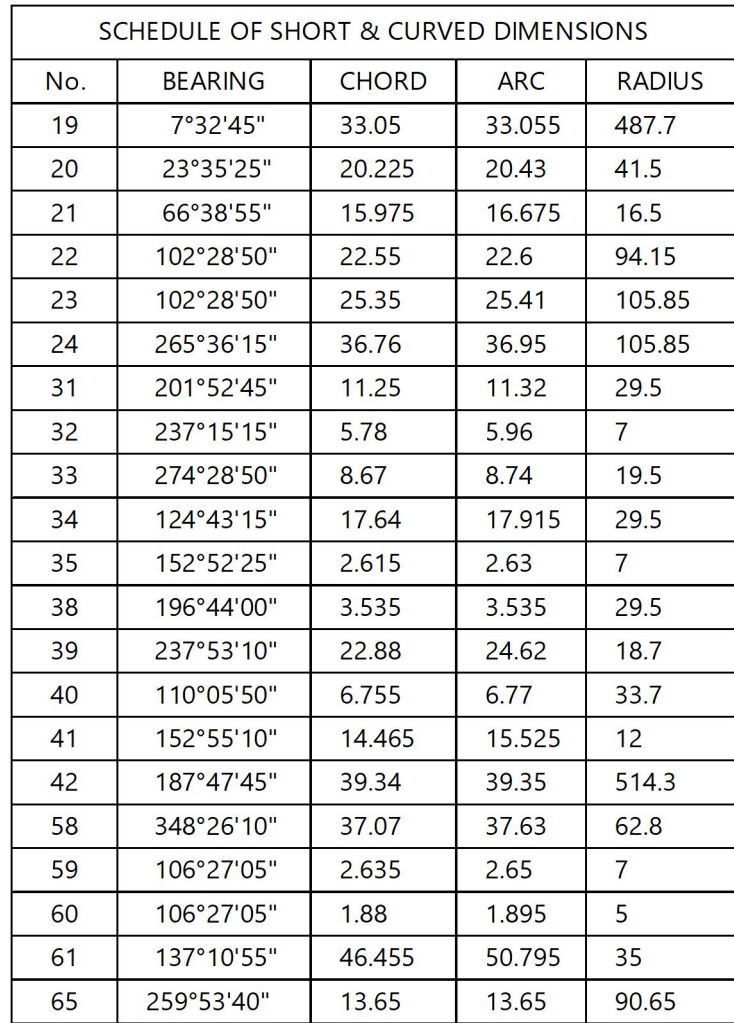 SCHEDULE OF SHORT & CURVED DIMENSIONS
No. BEARING CHORD ARC RADIUS
19 7°32'45" 33.05 33.055 487.7
20 23°35'25" 20.225 20.43 41.5
21 66°38'55" 15.975 16.675 16.5
22 102°28'50" 22.55 22.6 94.15
23 102°28'50" 25.35 25.41 105.85
24 265°36'15" 36.76 36.95 105.85
31 201°52'45" 11.25 11.32 29.5
32 237°15'15" 5.78 5.96 7
33 274°28'50" 8.67 8.74 19.5
34 124°43'15" 17.64 17.915 29.5
35 152°52'25" 2.615 2.63 7
38 196°44'00" 3.535 3.535 29.5
39 237°53'10" 22.88 24.62 18.7
40 110°05'50" 6.755 6.77 33.7
41 152°55'10" 14.465 15.525 12
42 187°47'45" 39.34 39.35 514.3
58 348°26'10" 37.07 37.63 62.8
59 106°27'05" 2.635 2.65 7
60 106°27'05" 1.88 1.895 5
61 137°10'55" 46.455 50.795 35
65 259°53'40" 13.65 13.65 90.65